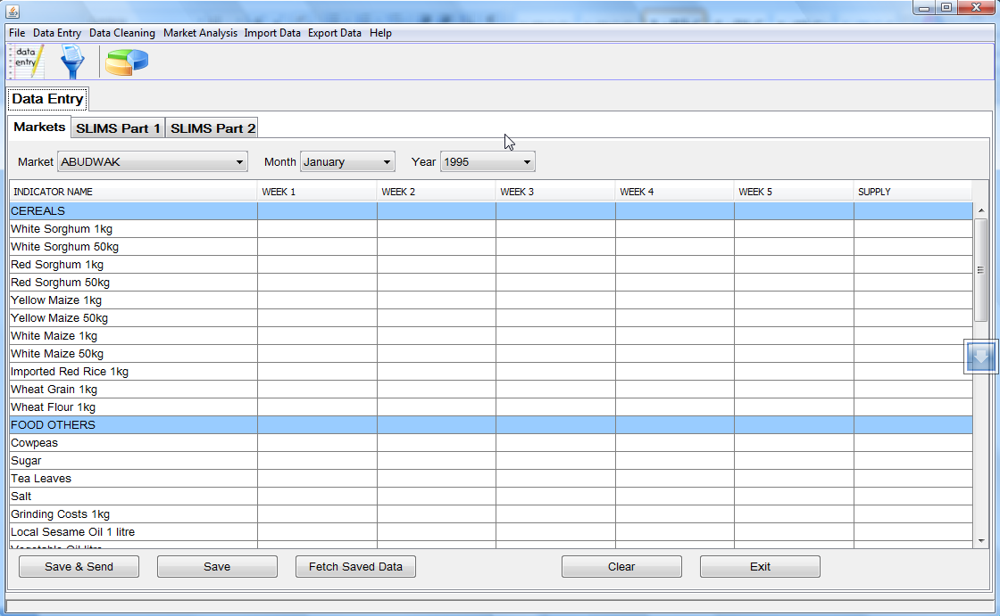 File Data Entry Data Cleaning Market Analysis Import Data Export Data Help
data
entry
Data Entry
Markets SLIMS Part 1 SLIMS Part 2
Market ABUDWAK Month January Year 1995
INDICATOR NAME WEEK 1 WEEK 2 WEEK 3 WEEK 4 WEEK 5 SUPPLY
CEREALS
White Sorghum 1kg
White Sorghum 50kg
Red Sorghum 1kg
Red Sorghum 50kg
Yellow Maize 1kg
Yellow Maize 50kg
White Maize 1kg
White Maize 50kg
Imported Red Rice 1kg
Wheat Grain 1kg
Wheat Flour 1kg
FOOD OTHERS
Cowpeas
Sugar
Tea Leaves
Salt
Grinding Costs 1kg
Local Sesame Oil 1 litre
Vegetable Oil litre
Save & Send Save Fetch Saved Data Clear Exit